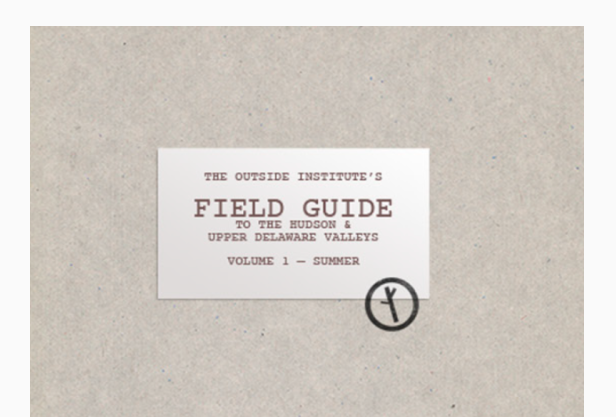 THE OUTSIDE INSTITUTE'S
FIELD GUIDE
TO THE HUDSON &
UPPER DELAWARE VALLEYS
VOLUME 1 — SUMMER